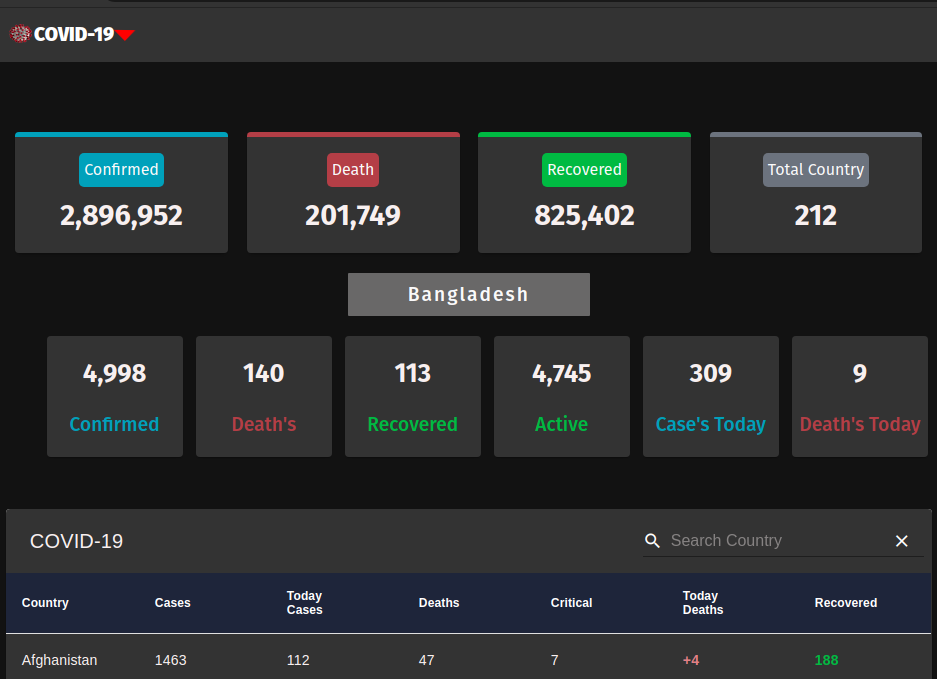 COVID-19
Confirmed Death Recovered Total Country
2,896,952 201,749 825,402 212
Bangladesh
4,998 140 113 4,745 309 9
Confirmed Death's Recovered Active Case's Today Death's Today
COVID-19 Search Country
Country Cases Today Cases Deaths Critical Today Deaths Recovered
Afghanistan 1463 112 47 7 +4 188